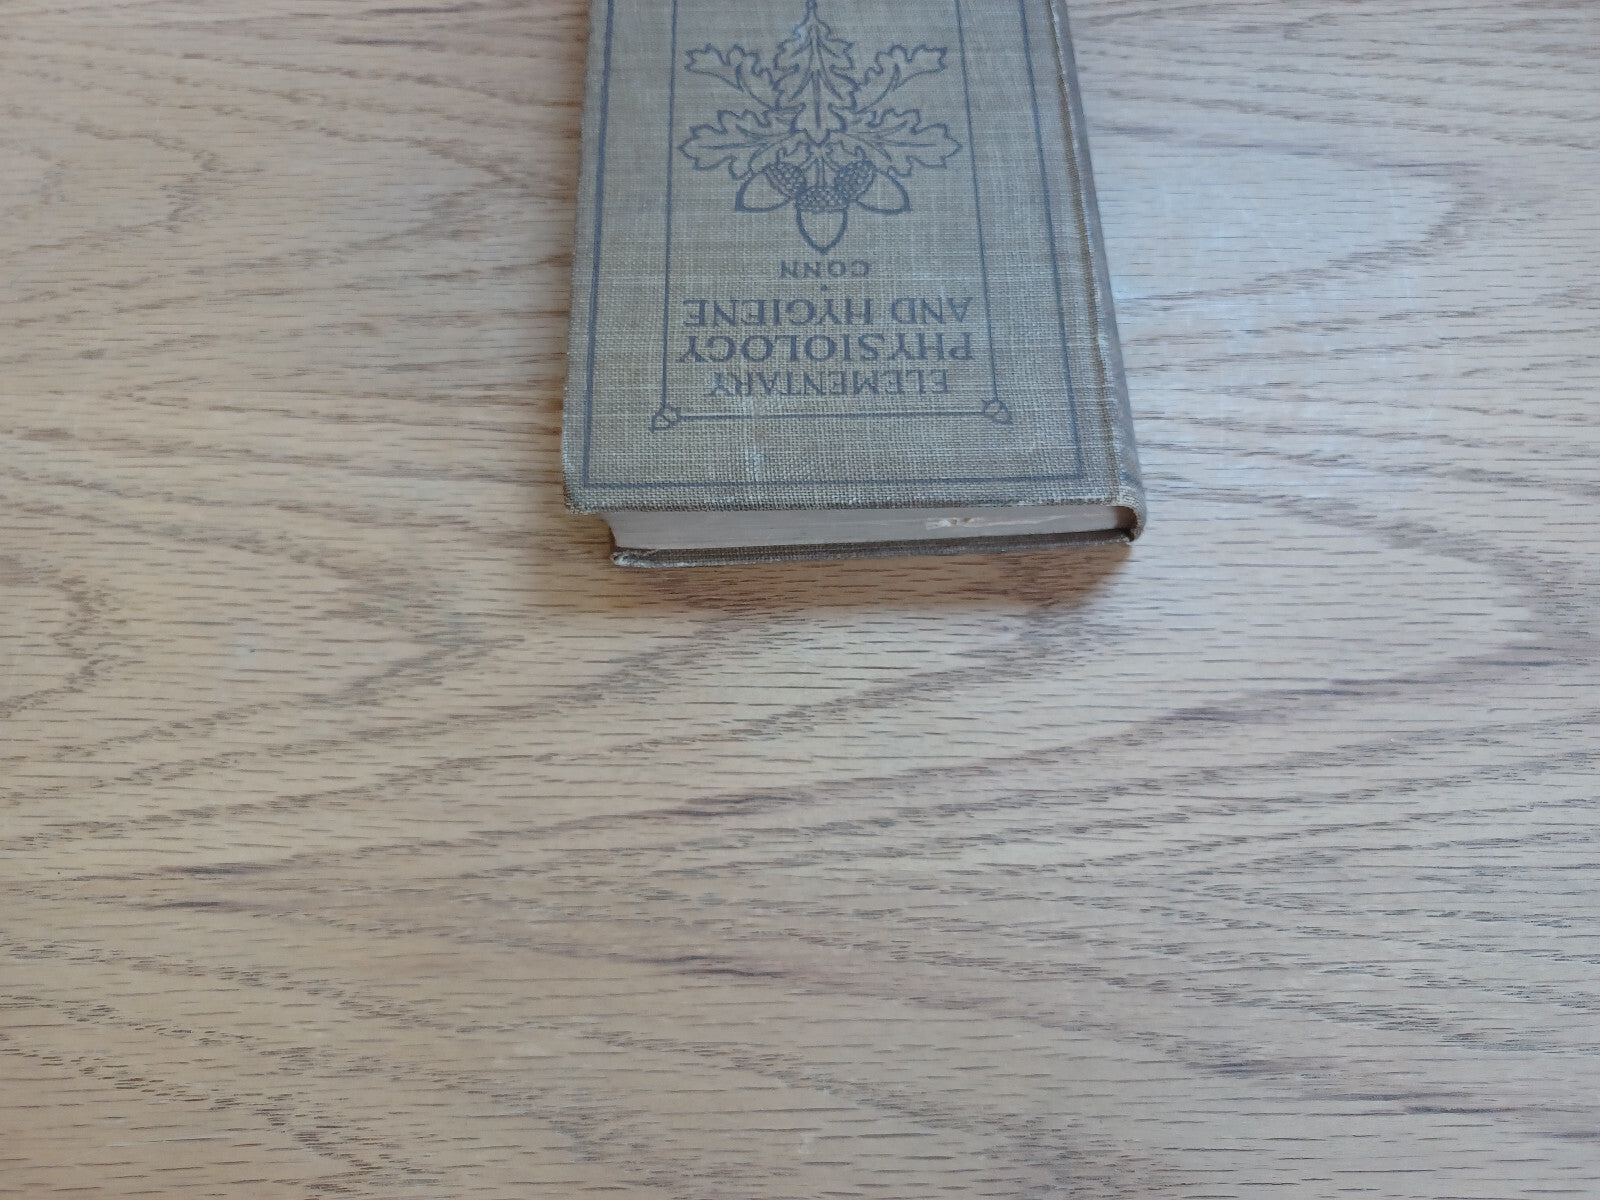 ELEMENTARY
PHYSIOLOGY
AND HYGIENE
CONN